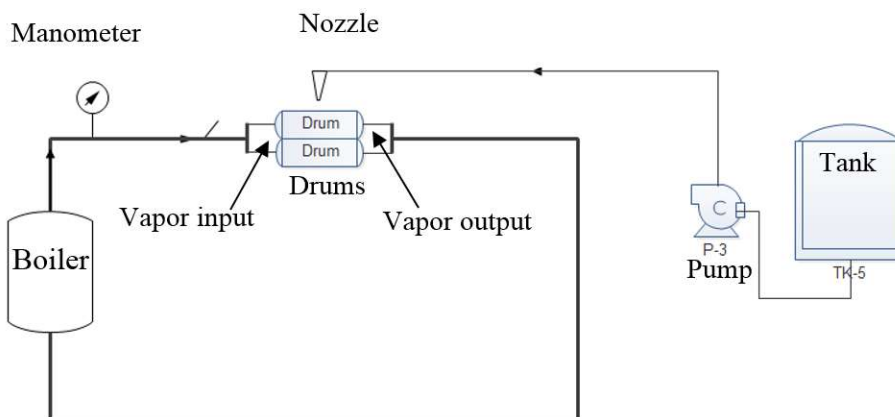 Nozzle
Manometer
Drum
Drum
Drums
Vapor input
Vapor output
Boiler
Tank
C
P-3
Pump
TK-5